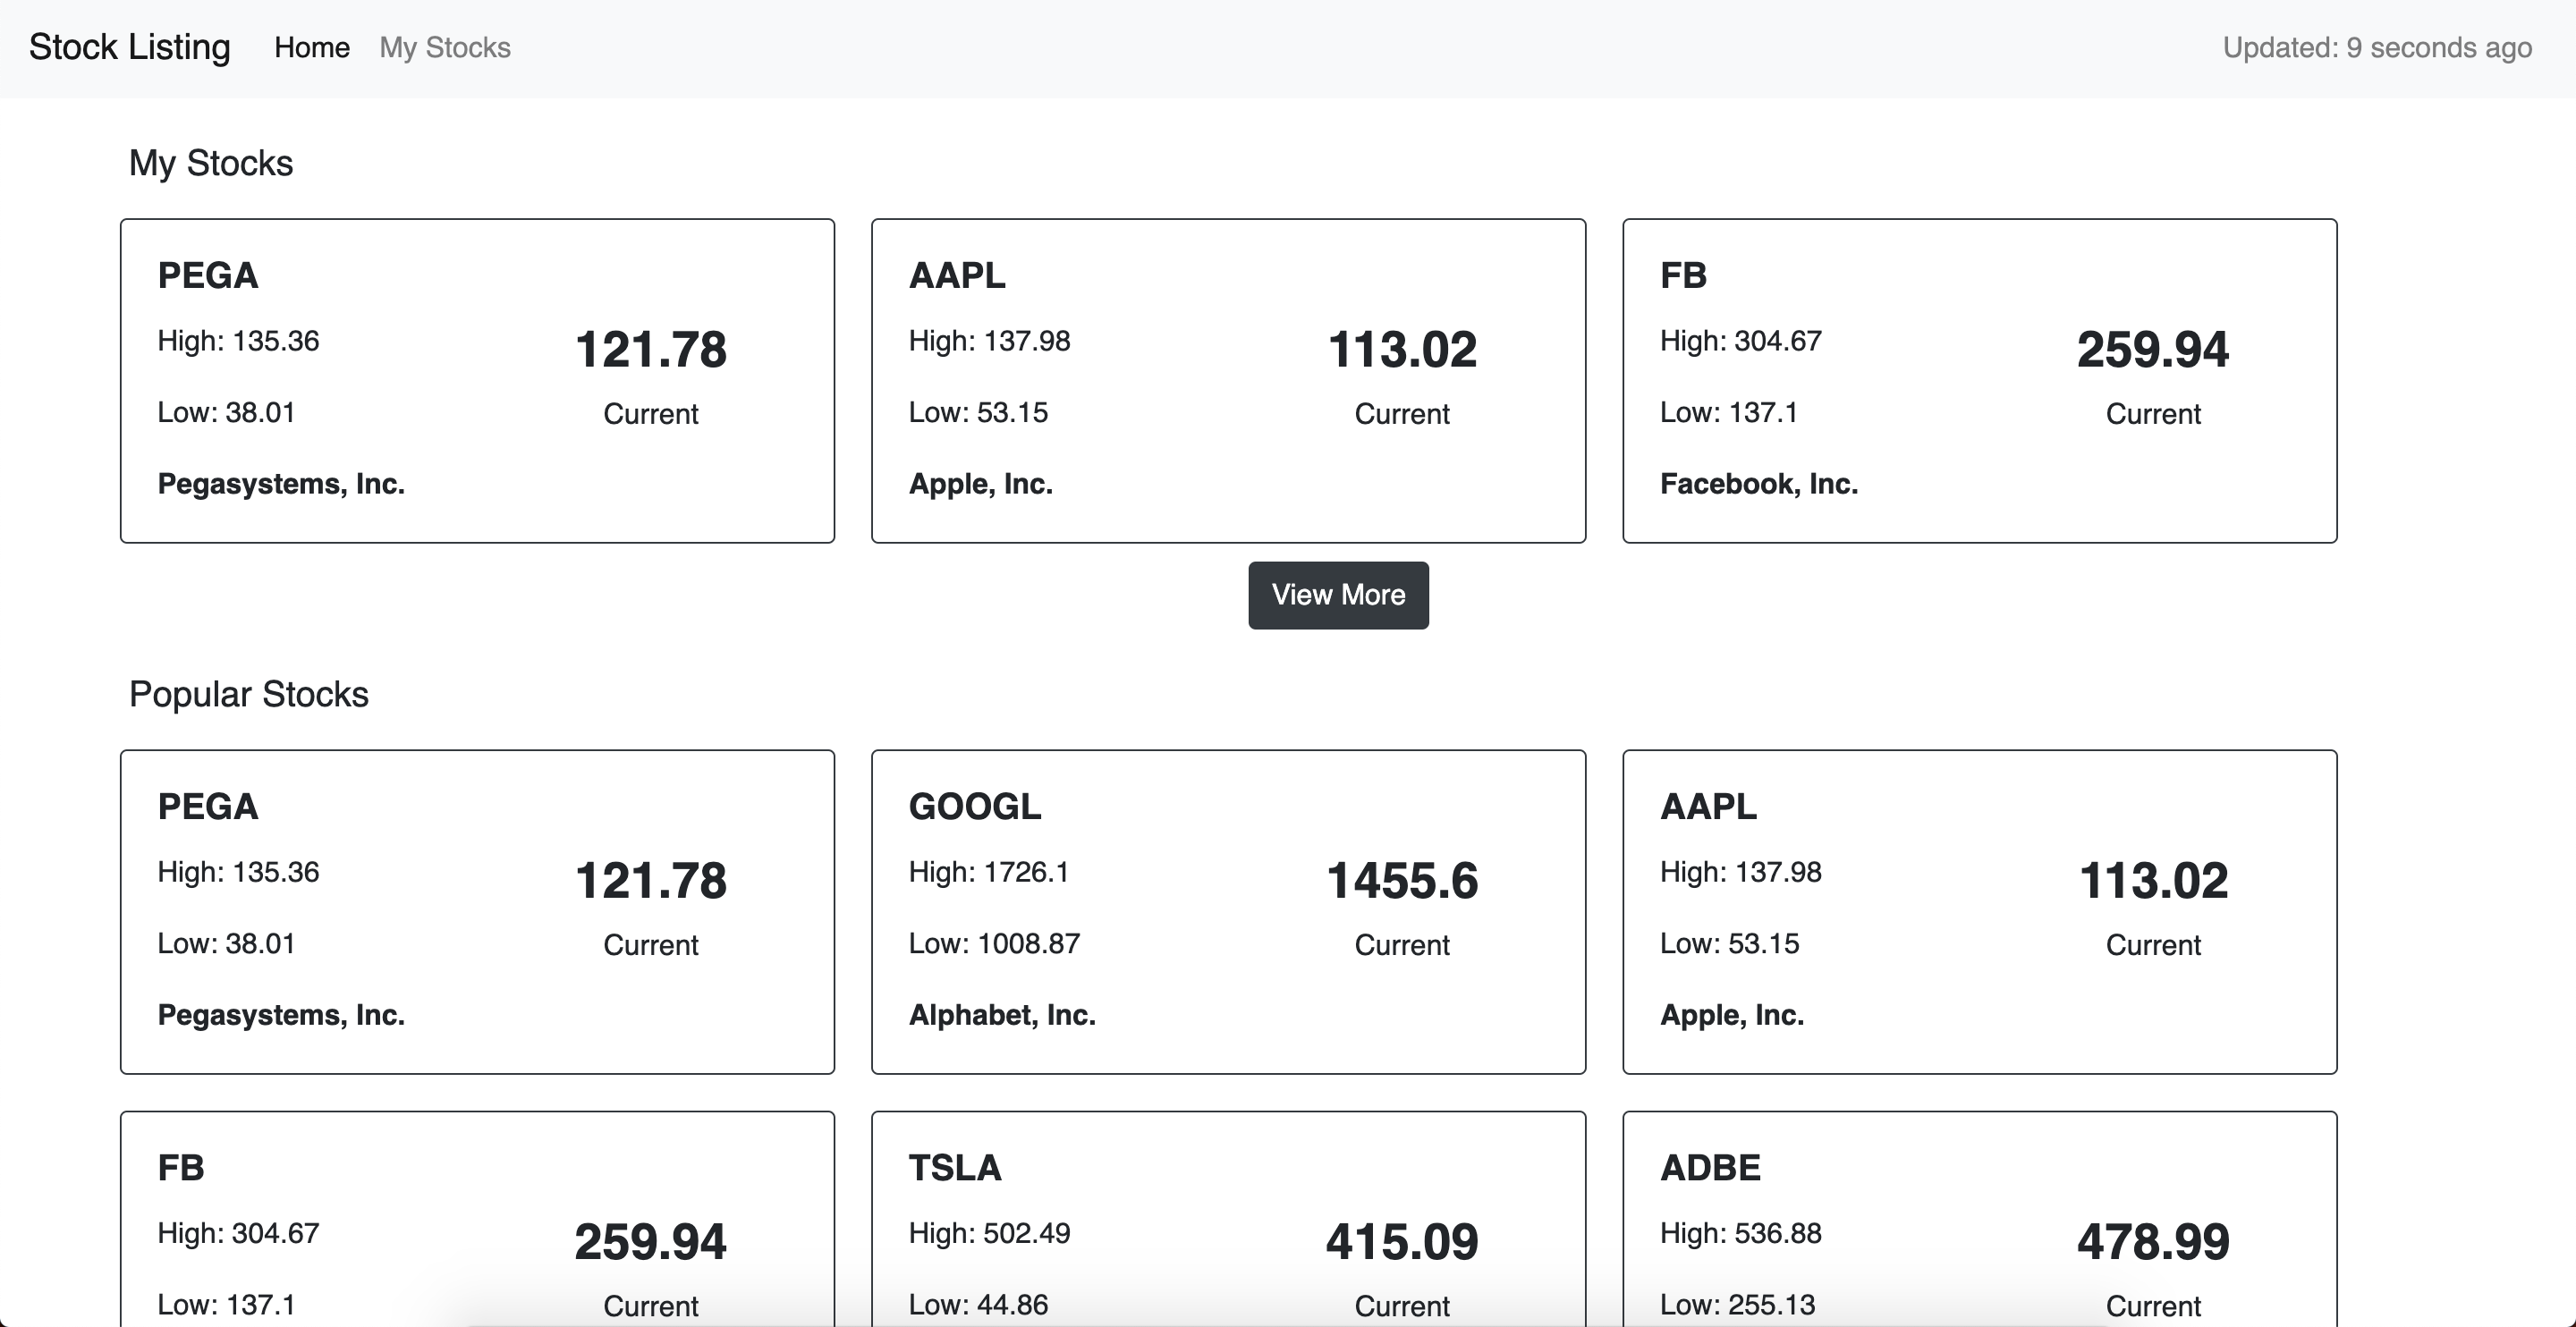 Stock Listing Home My Stocks Updated: 9 seconds ago
My Stocks
PEGA
High: 135.36
121.78
Low: 38.01
Current
Pegasystems, Inc.
AAPL
High: 137.98
113.02
Low: 53.15
Current
Apple, Inc.
FB
High: 304.67
259.94
Low: 137.1
Current
Facebook, Inc.
View More
Popular Stocks
PEGA
High: 135.36
121.78
Low: 38.01
Current
Pegasystems, Inc.
GOOGL
High: 1726.1
1455.6
Low: 1008.87
Current
Alphabet, Inc.
AAPL
High: 137.98
113.02
Low: 53.15
Current
Apple, Inc.
FB
High: 304.67
259.94
Low: 137.1
Current
TSLA
High: 502.49
415.09
Low: 44.86
Current
ADBE
High: 536.88
478.99
Low: 255.13
Current